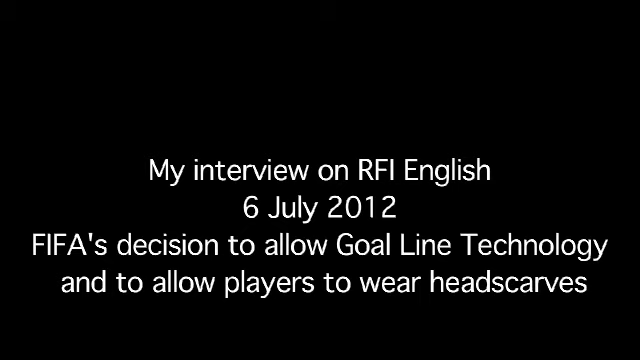 My interview on RFI English
6 July 2012
FIFA's decision to allow Goal Line Technology
and to allow players to wear headscarves